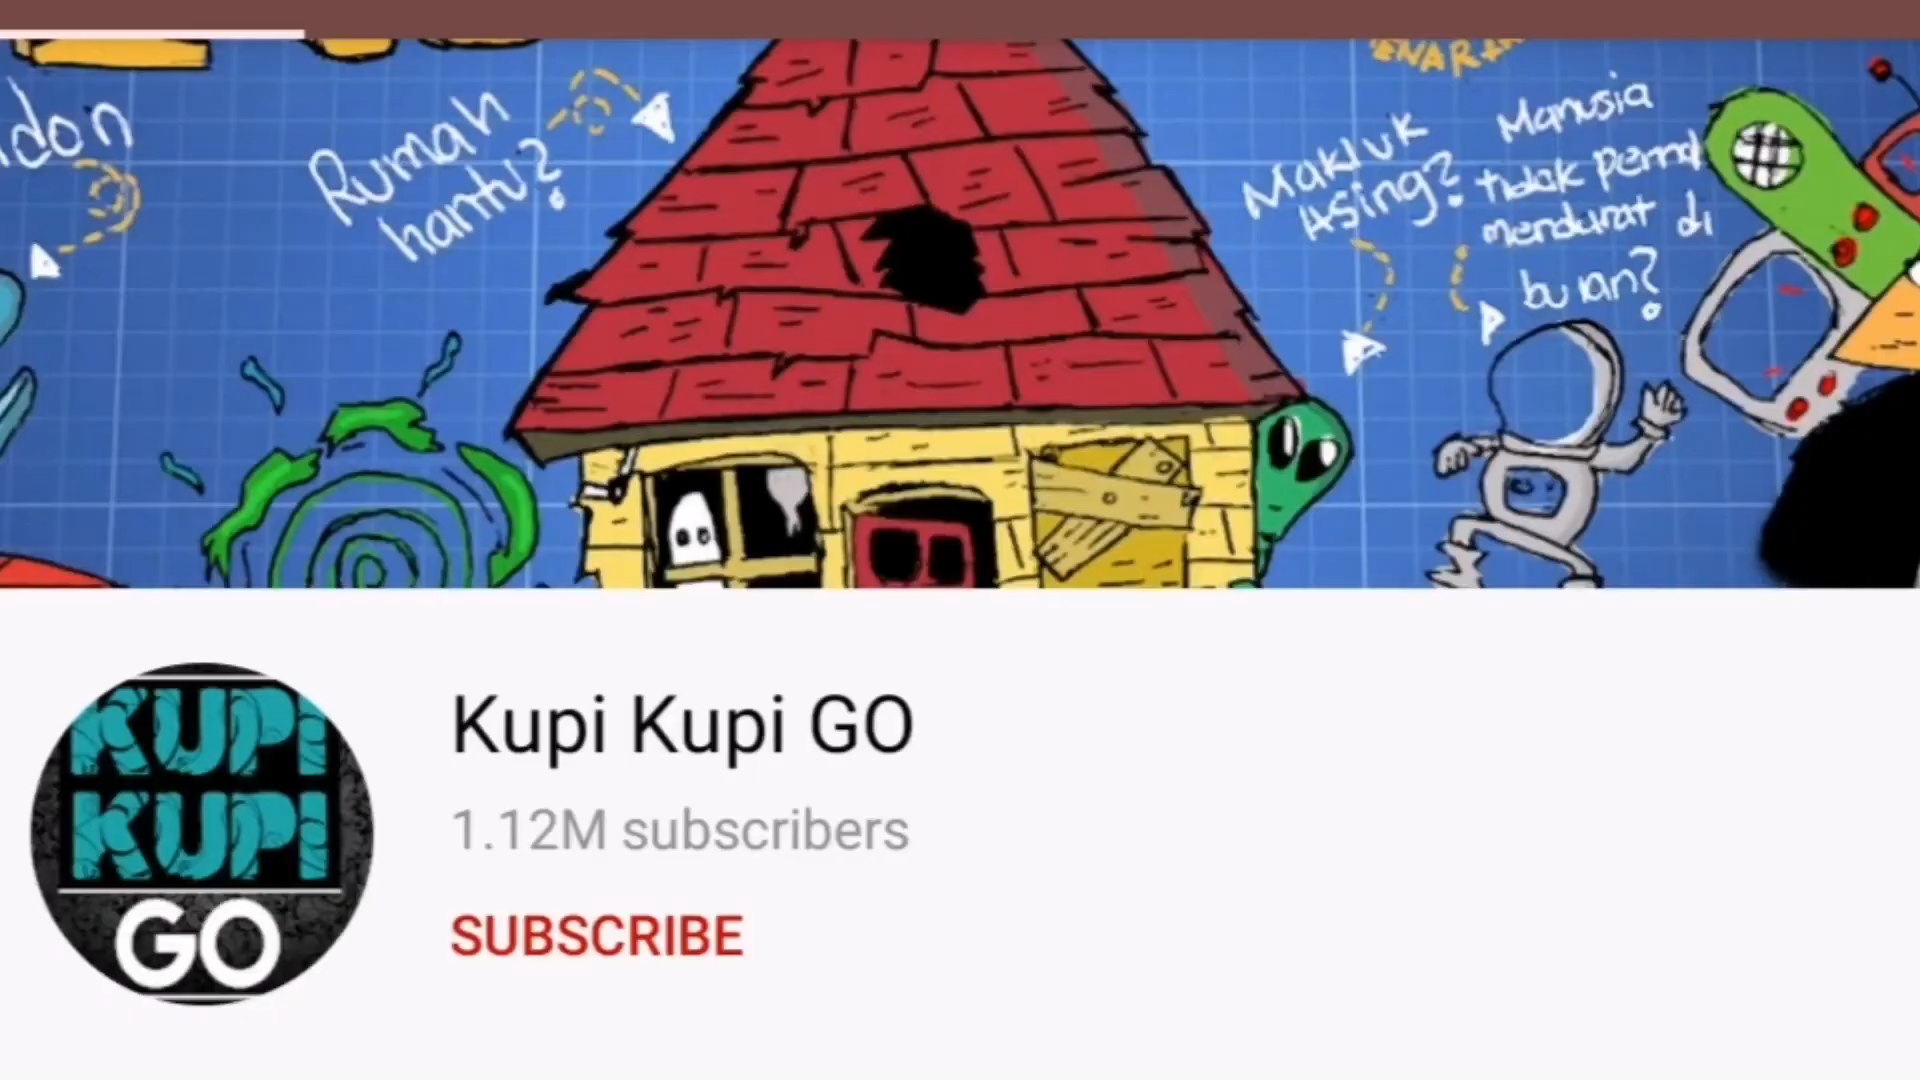 Rumah
hantu?
Makluk
Asing?
Manusia
tidak pernah
mendarat di
bulan?
KUPI
KUPI
GO
Kupi Kupi GO
1.12M subscribers
SUBSCRIBE